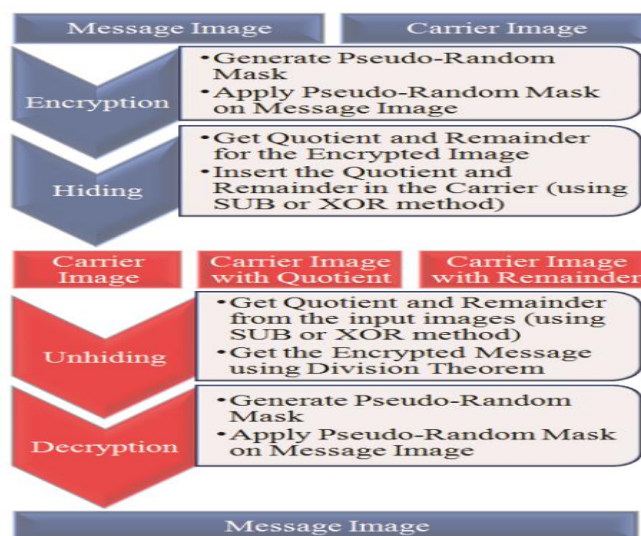 Message Image
Carrier Image
Encryption
•Generate Pseudo-Random
Mask
•Apply Pseudo-Random Mask
on Message Image
Hiding
•Get Quotient and Remainder
for the Encrypted Image
•Insert the Quotient and
Remainder in the Carrier (using
SUB or XOR method)
Carrier
Image
Carrier Image
with Quotient
Carrier Image
with Remainder
Unhiding
•Get Quotient and Remainder
from the input images (using
SUB or XOR method)
•Get the Encrypted Message
using Division Theorem
Decryption
•Generate Pseudo-Random
Mask
•Apply Pseudo-Random Mask
on Message Image
Message Image